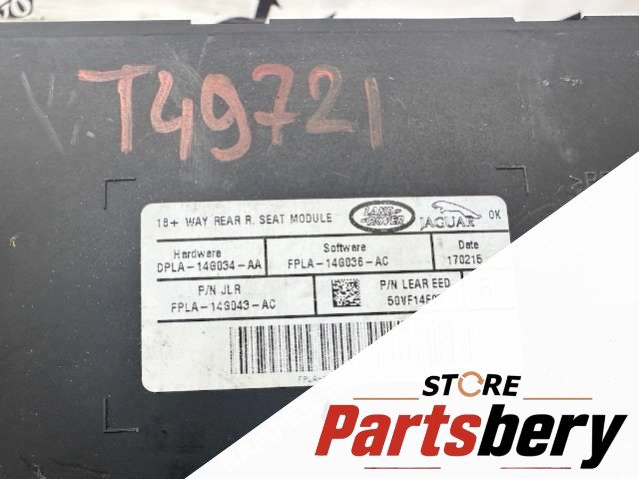 T49721
18+ WAY REAR R. SEAT MODULE LAND ROVER JAGUAR OK
Hardware Software Date
DPLA-14G034-AA FPLA-14G036-AC 170215
P/N JLR P/N LEAR EED
FPLA-14G043-AC
STORE
Partsbery